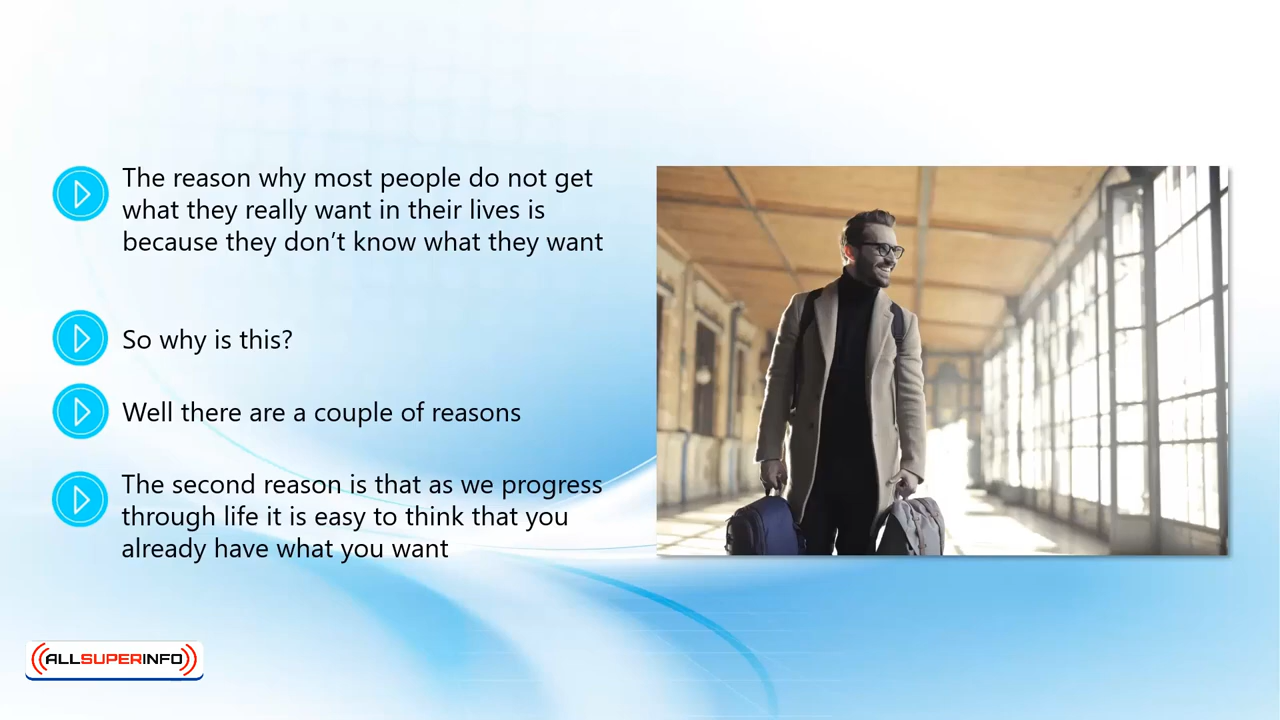 The reason why most people do not get
what they really want in their lives is
because they don’t know what they want
So why is this?
Well there are a couple of reasons
The second reason is that as we progress
through life it is easy to think that you
already have what you want
ALLSUPERINFO